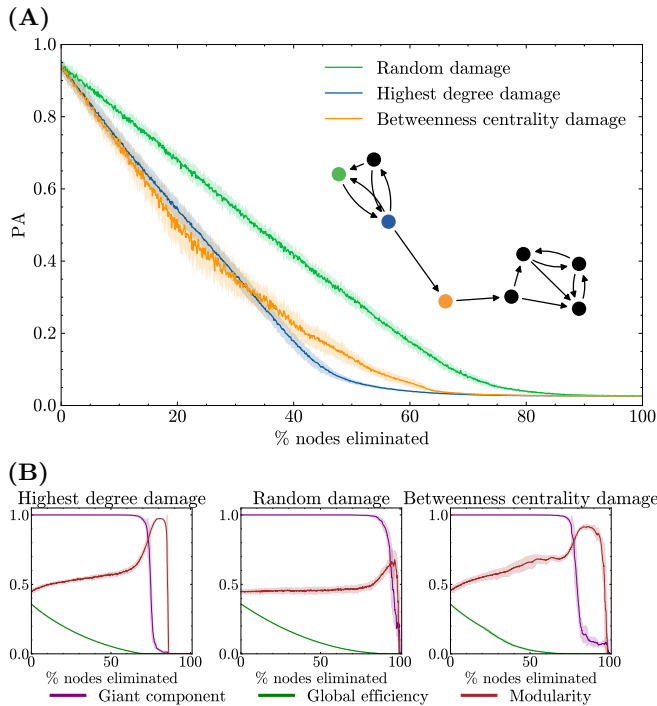 (A)
1.0
0.8
0.6
0.4
0.2
0.0
PA
Random damage
Highest degree damage
Betweenness centrality damage
0 20 40 60 80 100
% nodes eliminated
(B)
Highest degree damage Random damage Betweenness centrality damage
1.0 1.0 1.0
0.5 0.5 0.5
0.0 0.0 0.0
0 100 0 100 0 100
% nodes eliminated % nodes eliminated % nodes eliminated
Giant component Global efficiency Modularity